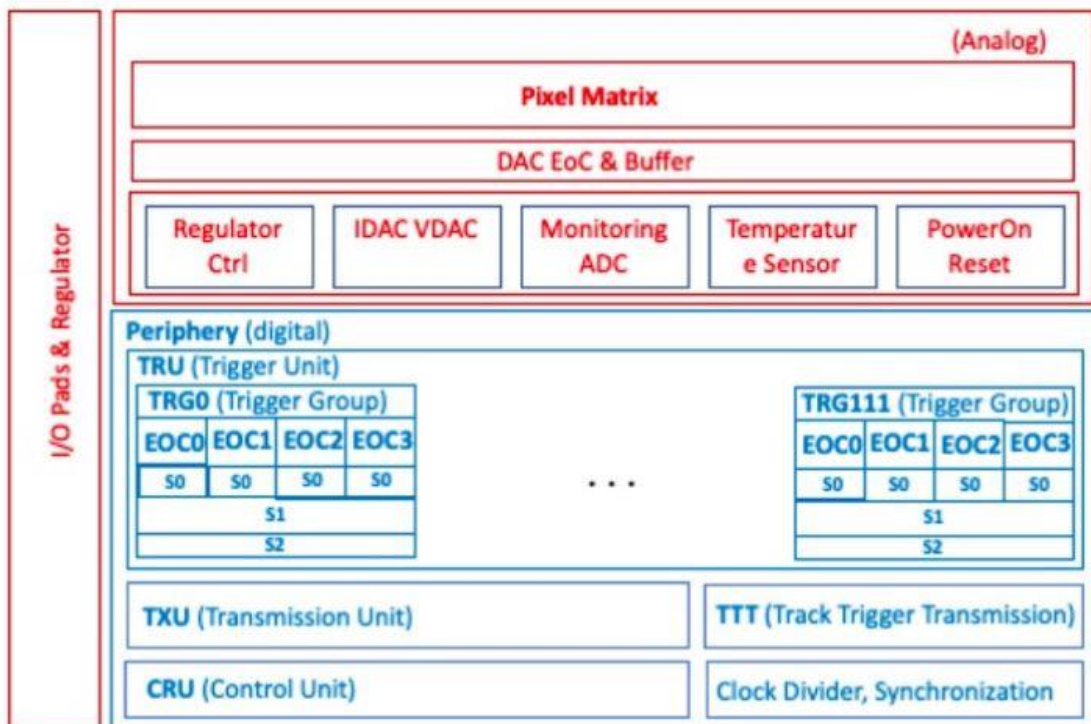 I/O Pads & Regulator
(Analog)
Pixel Matrix
DAC EoC & Buffer
Regulator
Ctrl
IDAC VDAC
Monitoring
ADC
Temperatur
e Sensor
PowerOn
Reset
Periphery (digital)
TRU (Trigger Unit)
TRG0 (Trigger Group)
EOC0 EOC1 EOC2 EOC3
S0 S0 S0 S0
S1
S2
. . .
TRG111 (Trigger Group)
EOC0 EOC1 EOC2 EOC3
S0 S0 S0 S0
S1
S2
TXU (Transmission Unit)
TTT (Track Trigger Transmission)
CRU (Control Unit)
Clock Divider, Synchronization